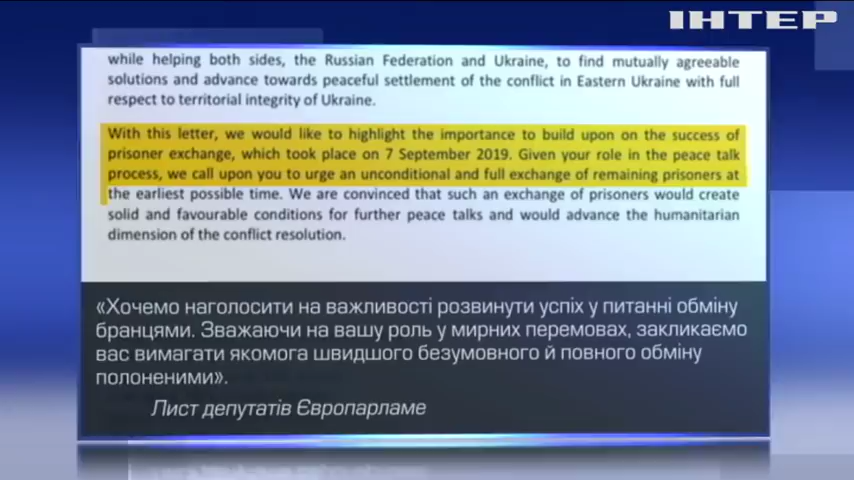 ІНТЕР
while helping both sides, the Russian Federation and Ukraine, to find mutually agreeable
solutions and advance towards peaceful settlement of the conflict in Eastern Ukraine with full
respect to territorial integrity of Ukraine.
With this letter, we would like to highlight the importance to build upon on the success of
prisoner exchange, which took place on 7 September 2019. Given your role in the peace talk
process, we call upon you to urge an unconditional and full exchange of remaining prisoners at
the earliest possible time. We are convinced that such an exchange of prisoners would create
solid and favourable conditions for further peace talks and would advance the humanitarian
dimension of the conflict resolution.
«Хочемо наголосити на важливості розвинути успіх у питанні обміну
бранцями. Зважаючи на вашу роль у мирних перемовах, закликаємо
вас вимагати якомога швидшого безумовного й повного обміну
полоненими».
Лист депутатів Європарламе